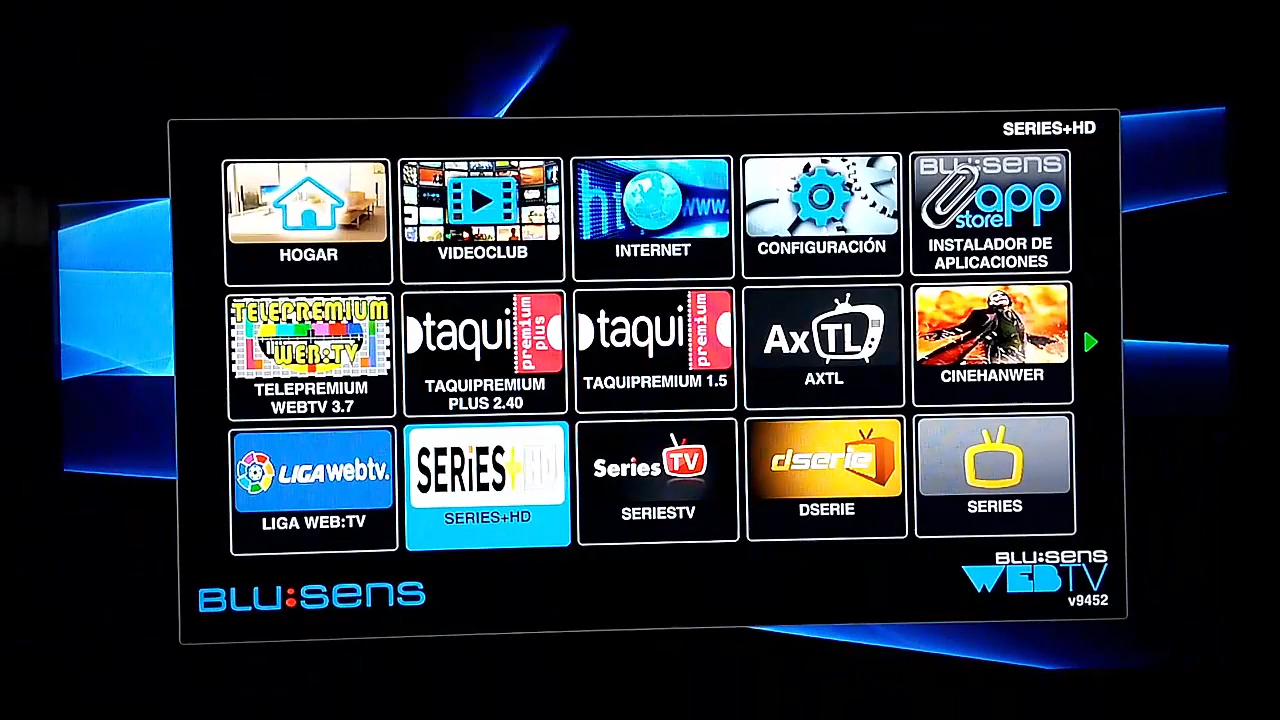 SERIES+HD
HOGAR
VIDEOCLUB
htt
www.
INTERNET
CONFIGURACIÓN
BLU:SENS
app
store
INSTALADOR DE
APLICACIONES
TELEPREMIUM
WEB:TV
TELEPREMIUM
WEBTV 3.7
taqui
premium
plus
TAQUIPREMIUM
PLUS 2.40
taqui
premium
TAQUIPREMIUM 1.5
AxTL
AXTL
CINEHANWER
LIGAwebtv.
LIGA WEB:TV
SERiES+HD
SERIES+HD
Series TV
SERIESTV
dserie
DSERIE
SERIES
BLU:SENS
BLU:SENS
WEBTV
v9452